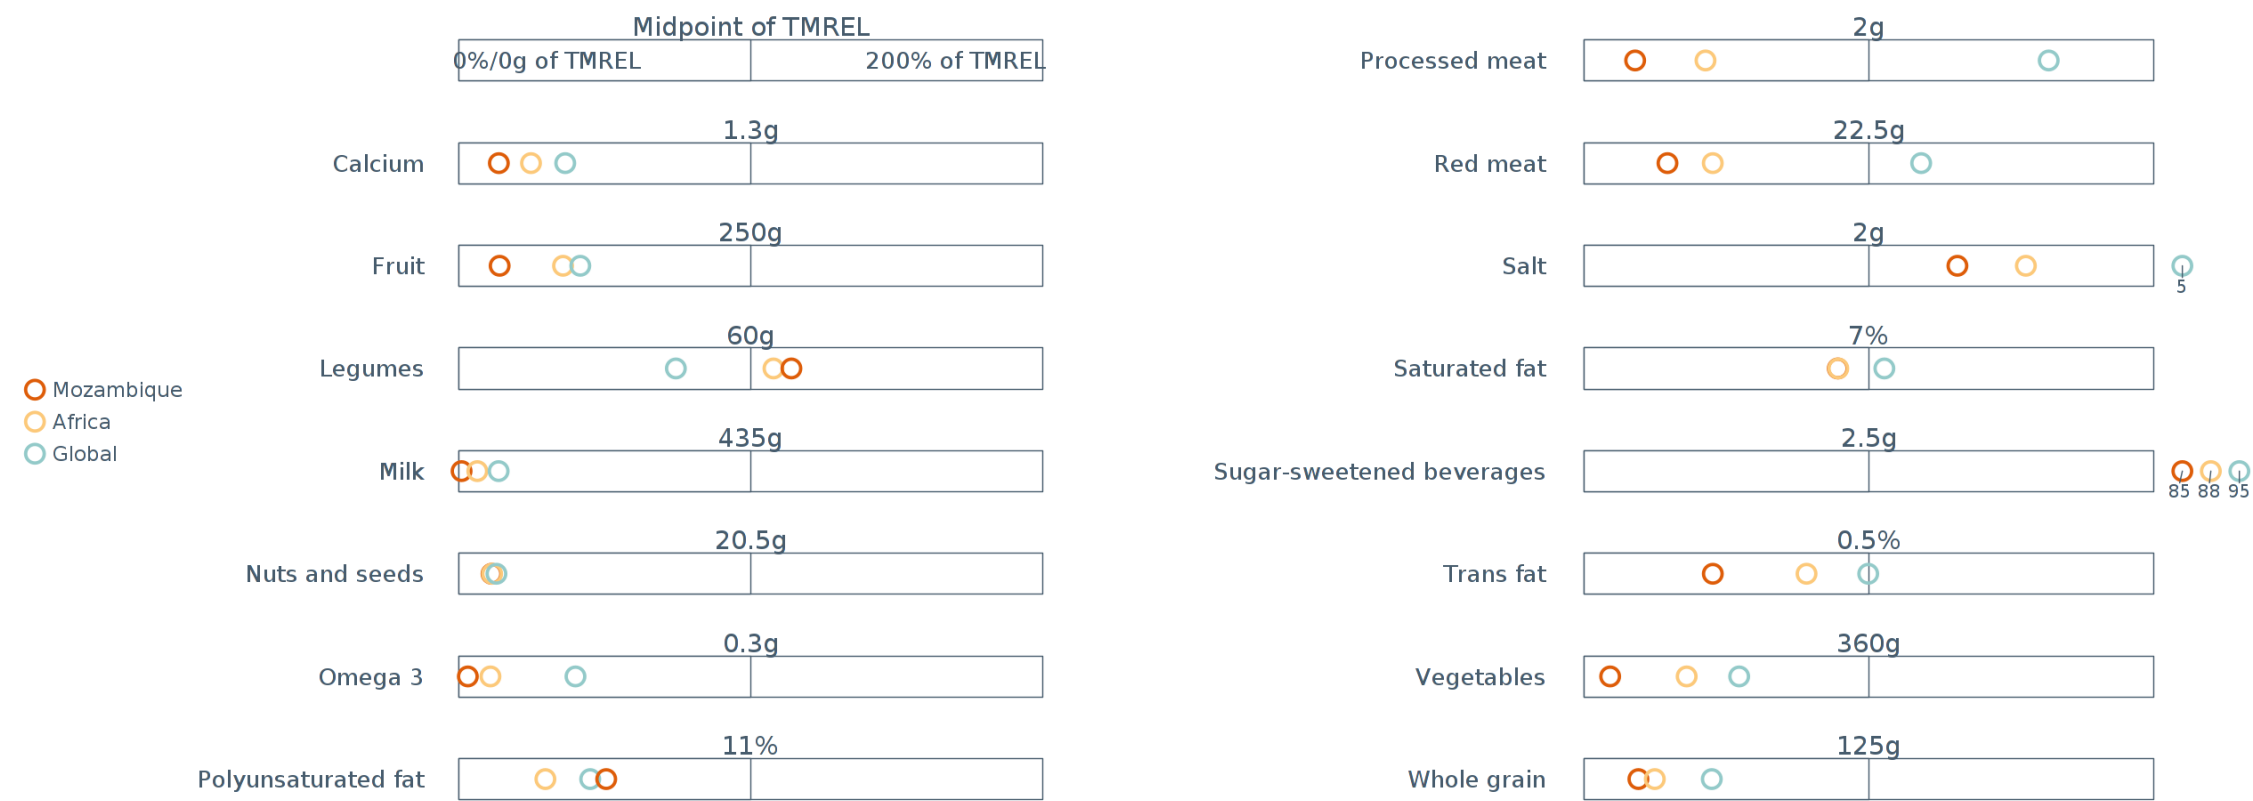 Midpoint of TMREL
0%/0g of TMREL 200% of TMREL
1.3g
Calcium
250g
Fruit
60g
Legumes
435g
Milk
20.5g
Nuts and seeds
0.3g
Omega 3
11%
Polyunsaturated fat
Mozambique
Africa
Global
2g
Processed meat
22.5g
Red meat
2g
Salt
5
7%
Saturated fat
2.5g
Sugar-sweetened beverages
85 88 95
0.5%
Trans fat
360g
Vegetables
125g
Whole grain